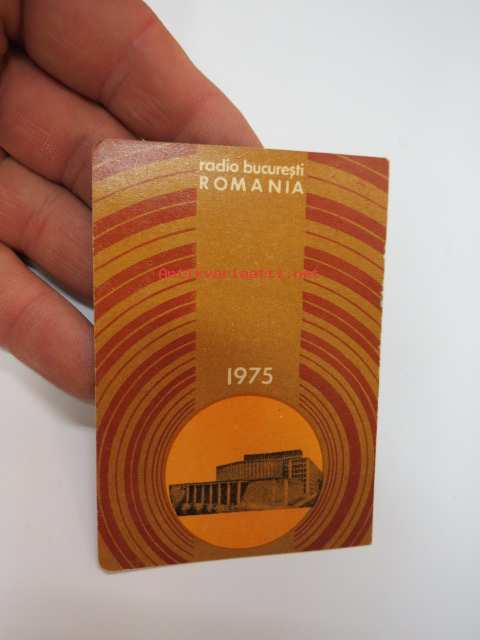 radio bucurești
ROMANIA
Antikvariaatti.net
1975